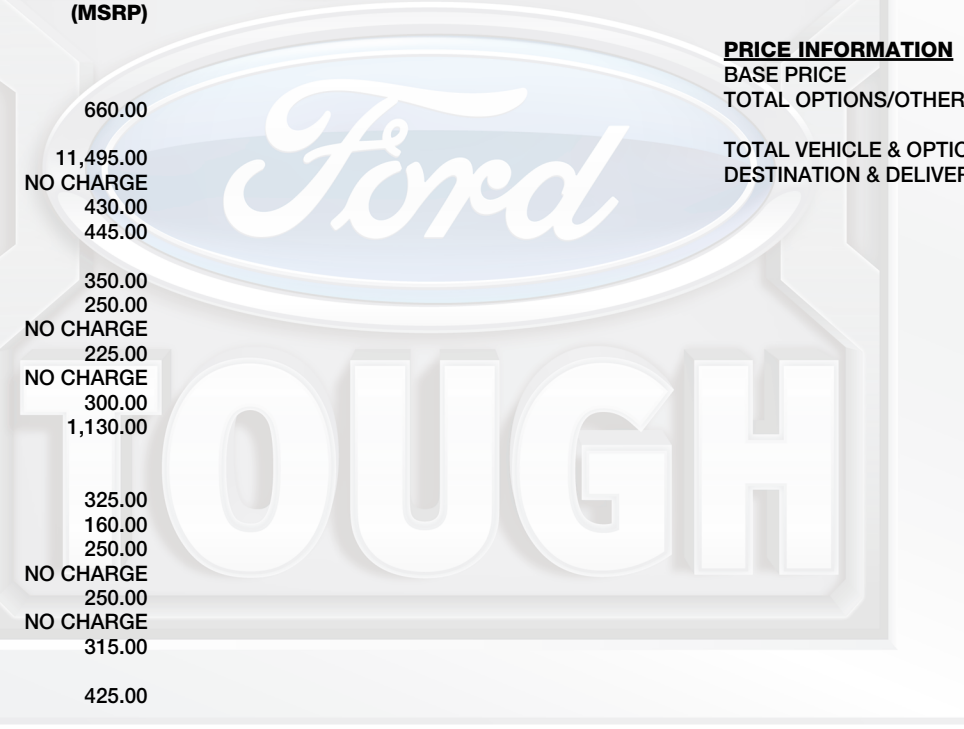 (MSRP)
660.00
11,495.00
NO CHARGE
430.00
445.00
350.00
250.00
NO CHARGE
225.00
NO CHARGE
300.00
1,130.00
325.00
160.00
250.00
NO CHARGE
250.00
NO CHARGE
315.00
425.00
PRICE INFORMATION
BASE PRICE
TOTAL OPTIONS/OTHER
TOTAL VEHICLE & OPTIO
DESTINATION & DELIVER
Ford
TOUGH